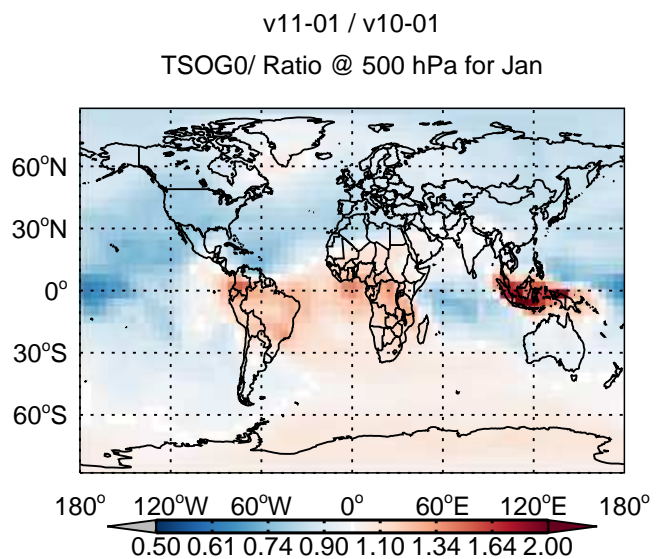 v11-01 / v10-01
TSOG0/ Ratio @ 500 hPa for Jan
60°N
30°N
0°
30°S
60°S
180° 120°W 60°W 0° 60°E 120°E 180°
0.50 0.61 0.74 0.90 1.10 1.34 1.64 2.00